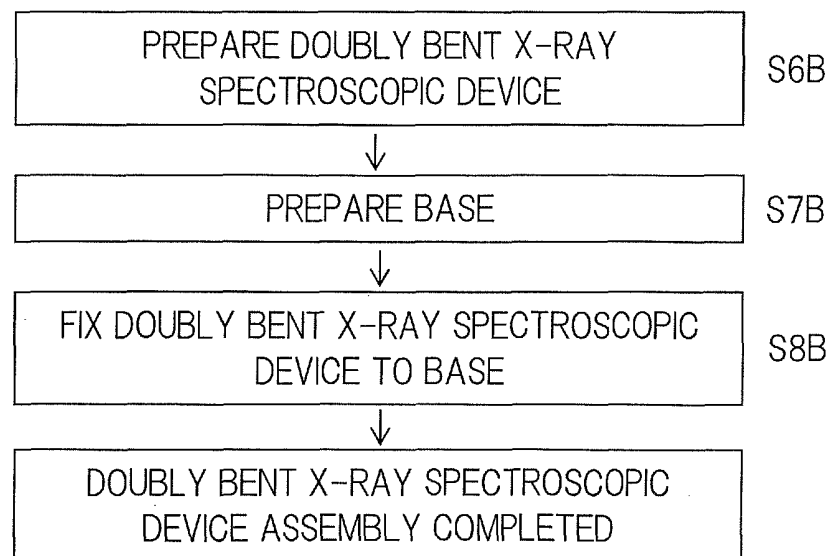 PREPARE DOUBLY BENT X-RAY
SPECTROSCOPIC DEVICE
S6B
PREPARE BASE
S7B
FIX DOUBLY BENT X-RAY SPECTROSCOPIC
DEVICE TO BASE
S8B
DOUBLY BENT X-RAY SPECTROSCOPIC
DEVICE ASSEMBLY COMPLETED